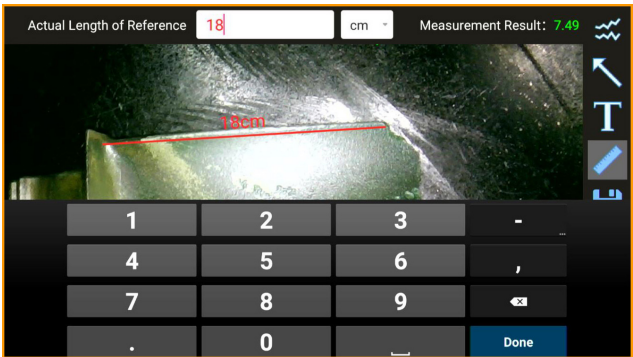 Actual Length of Reference 18 cm Measurement Result: 7.49
18cm
T
1 2 3 -
...
4 5 6 ,
7 8 9
. 0
Done